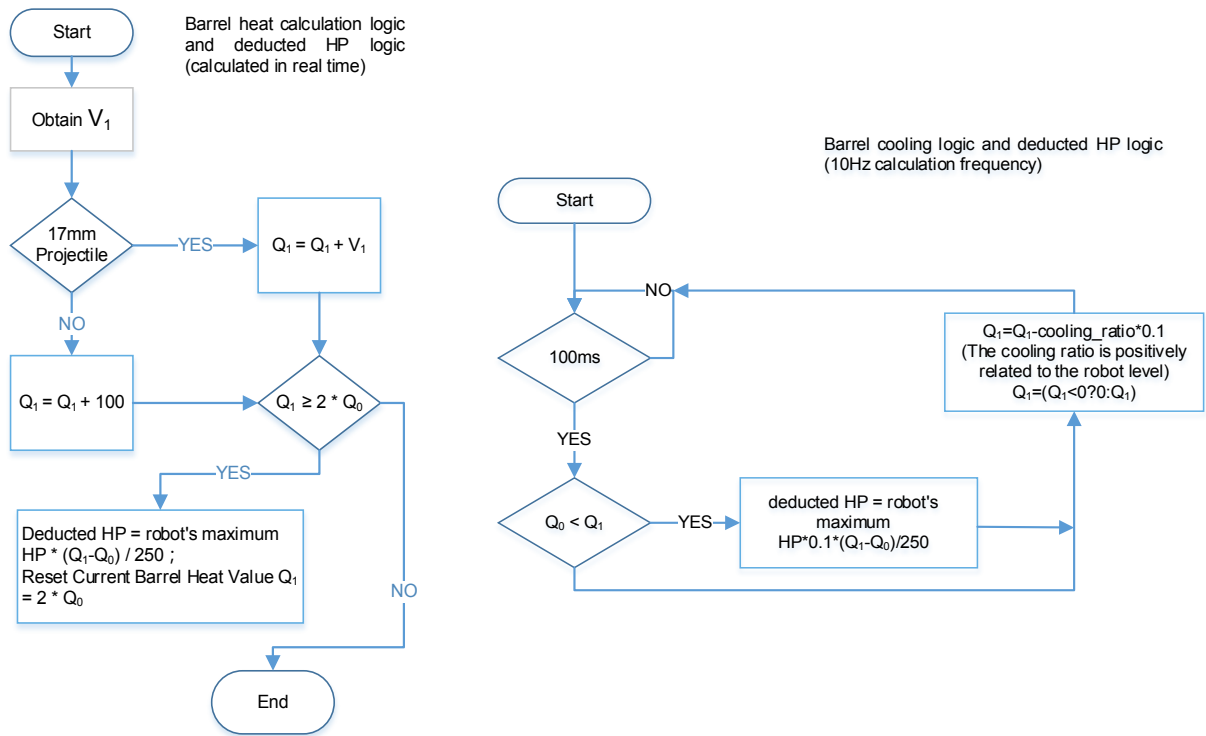 Start
Barrel heat calculation logic
and deducted HP logic
(calculated in real time)
Obtain V₁
17mm
Projectile
YES
Q₁ = Q₁ + V₁
NO
Q₁ = Q₁ + 100
Q₁ ≥ 2 * Q₀
YES
Deducted HP = robot's maximum
HP * (Q₁-Q₀) / 250 ;
Reset Current Barrel Heat Value Q₁
= 2 * Q₀
NO
End
Barrel cooling logic and deducted HP logic
(10Hz calculation frequency)
Start
NO
100ms
YES
Q₀ < Q₁
YES
deducted HP = robot's
maximum
HP*0.1*(Q₁-Q₀)/250
Q₁=Q₁-cooling_ratio*0.1
(The cooling ratio is positively
related to the robot level)
Q₁=(Q₁<0?0:Q₁)